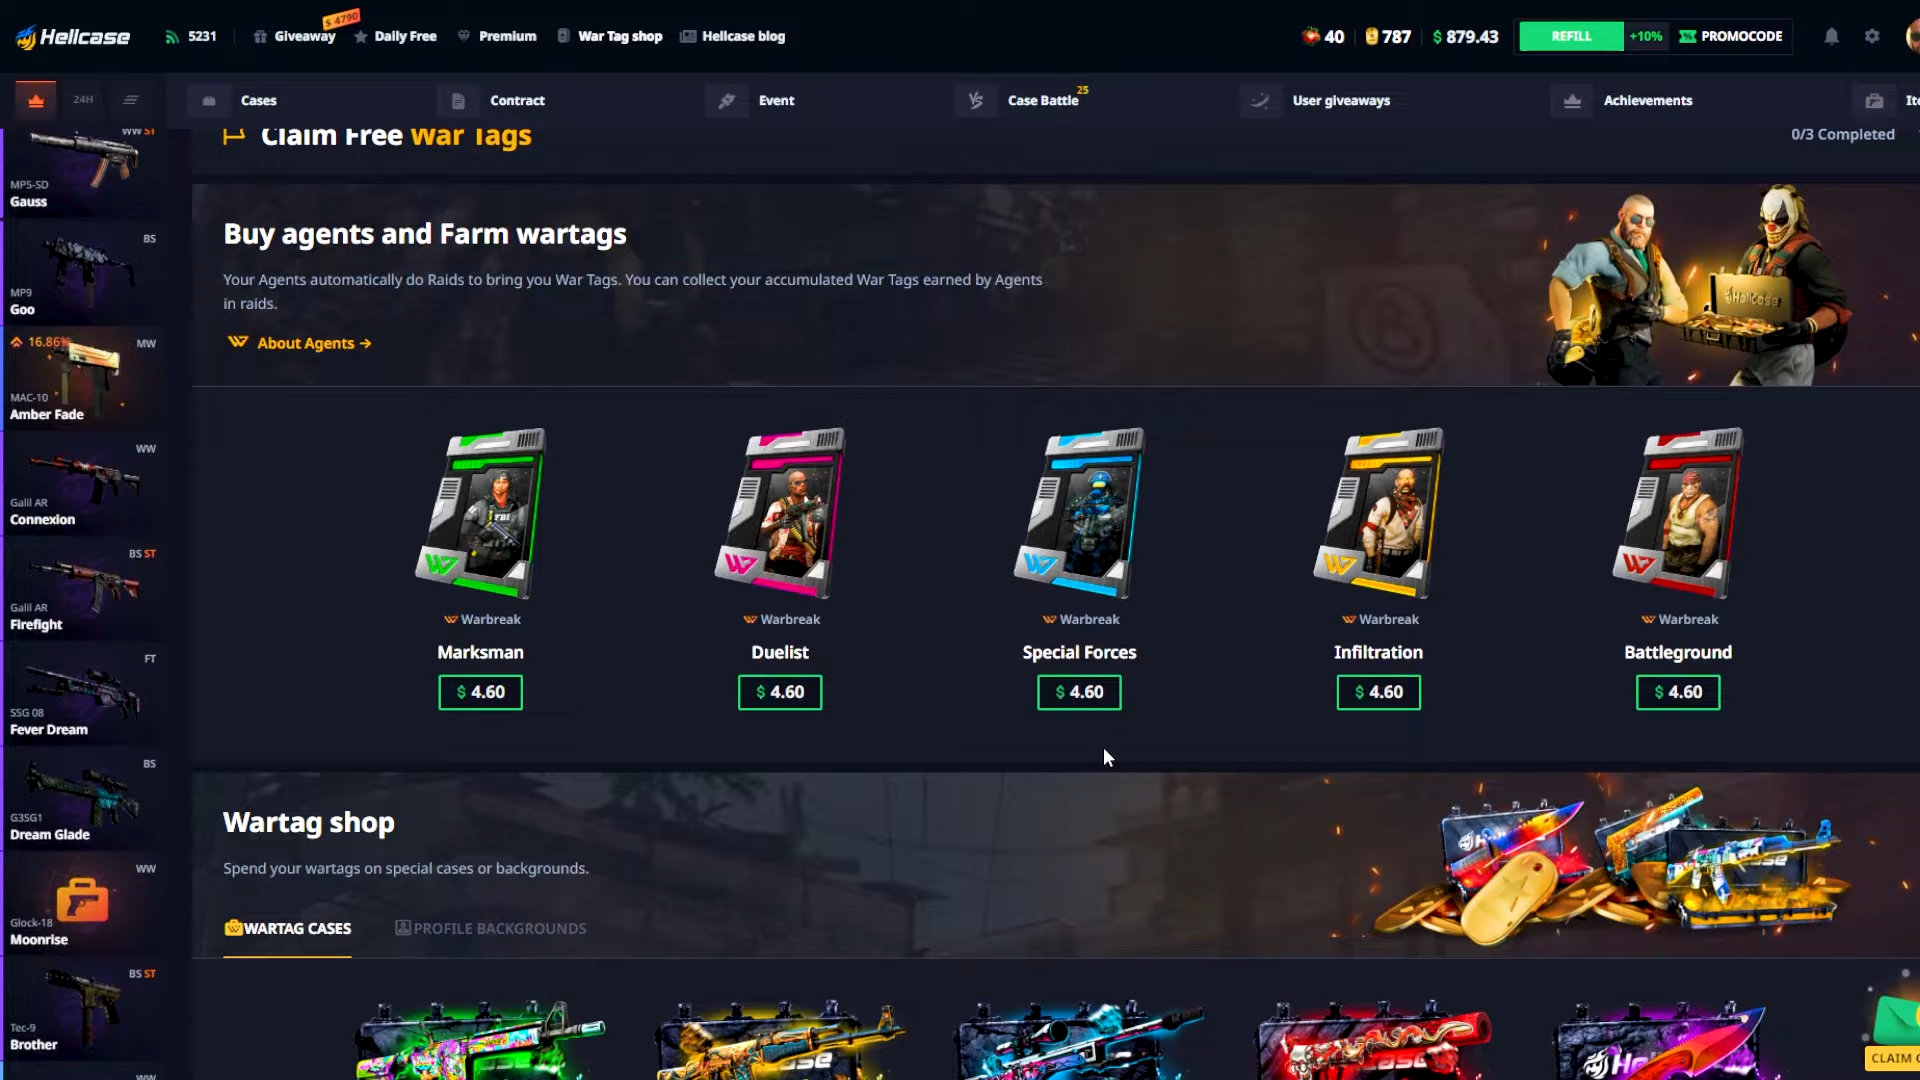 Hellcase
5231
Giveaway
$ 4790
Daily Free
Premium
War Tag shop
Hellcase blog
40
787
$ 879.43
REFILL
+10%
PROMOCODE
24H
Cases
Contract
Event
Case Battle
25
User giveaways
Achievements
Claim Free War Tags
0/3 Completed
WW ST
MP5-SD
Gauss
BS
MP9
Goo
16.86%
MW
MAC-10
Amber Fade
WW
Galil AR
Connexion
BS ST
Galil AR
Firefight
FT
SSG 08
Fever Dream
BS
G3SG1
Dream Glade
WW
Glock-18
Moonrise
BS ST
Tec-9
Brother
WW
Buy agents and Farm wartags
Your Agents automatically do Raids to bring you War Tags. You can collect your accumulated War Tags earned by Agents
in raids.
About Agents →
Hellcase
FBI
Warbreak
Warbreak
Warbreak
Warbreak
Warbreak
Marksman
Duelist
Special Forces
Infiltration
Battleground
$ 4.60
$ 4.60
$ 4.60
$ 4.60
$ 4.60
Wartag shop
Spend your wartags on special cases or backgrounds.
WARTAG CASES
PROFILE BACKGROUNDS